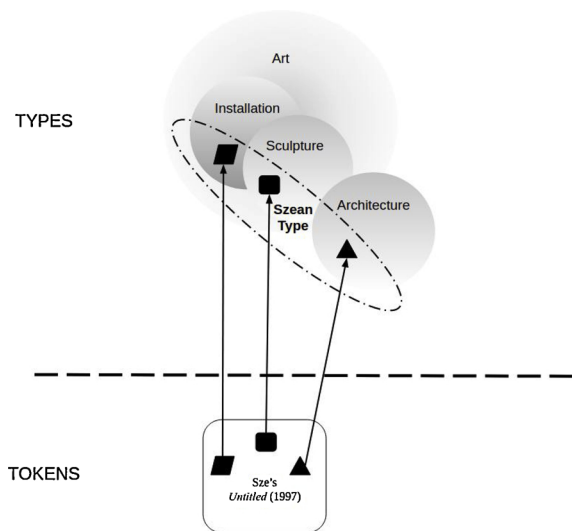 Art
Installation
TYPES
Sculpture
Architecture
Szean
Type
TOKENS
Sze's
Untitled (1997)